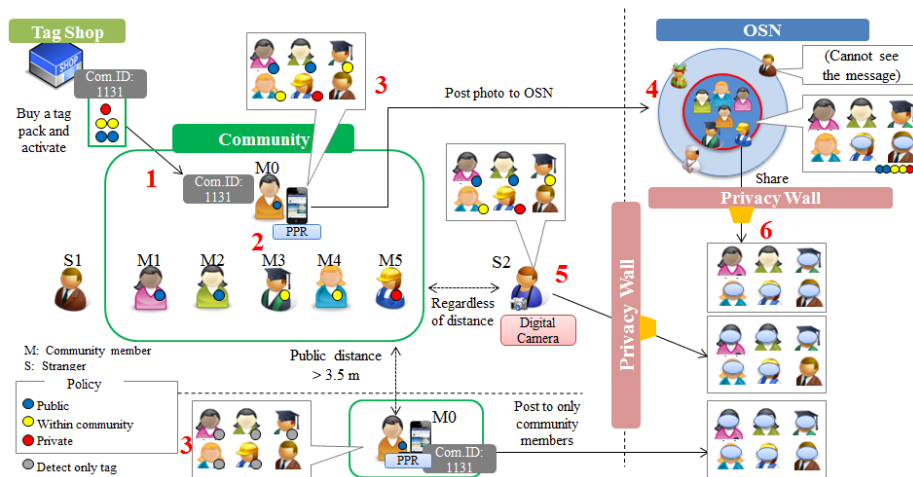 Tag Shop
SHOP
Com.ID:
1131
Buy a tag
pack and
activate
1
Community
M0
Com.ID:
1131
PPR
2
3
Post photo to OSN
S1
M1
M2
M3
M4
M5
Regardless
of distance
S2
5
Digital
Camera
Public distance
> 3.5 m
M: Community member
S: Stranger
Policy
Public
Within community
Private
Detect only tag
3
M0
PPR
Com.ID:
1131
Post to only
community
members
OSN
4
(Cannot see
the message)
Share
Privacy Wall
Privacy Wall
6